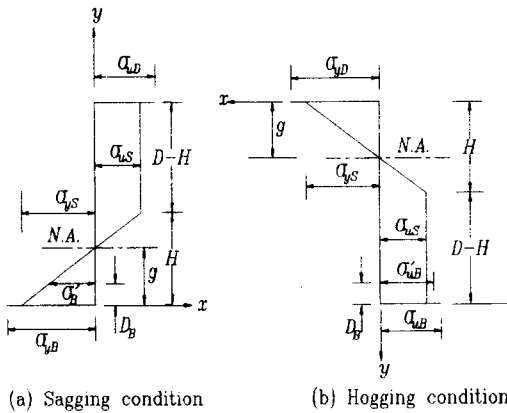 y
σuD
x
σuS
D-H
σyS
N.A.
H
g
σ'B
DB
σyB
x
(a) Sagging condition
σyD
x
g
N.A.
H
σyS
σuS
D-H
σ'uB
DB
σuB
y
(b) Hogging condition